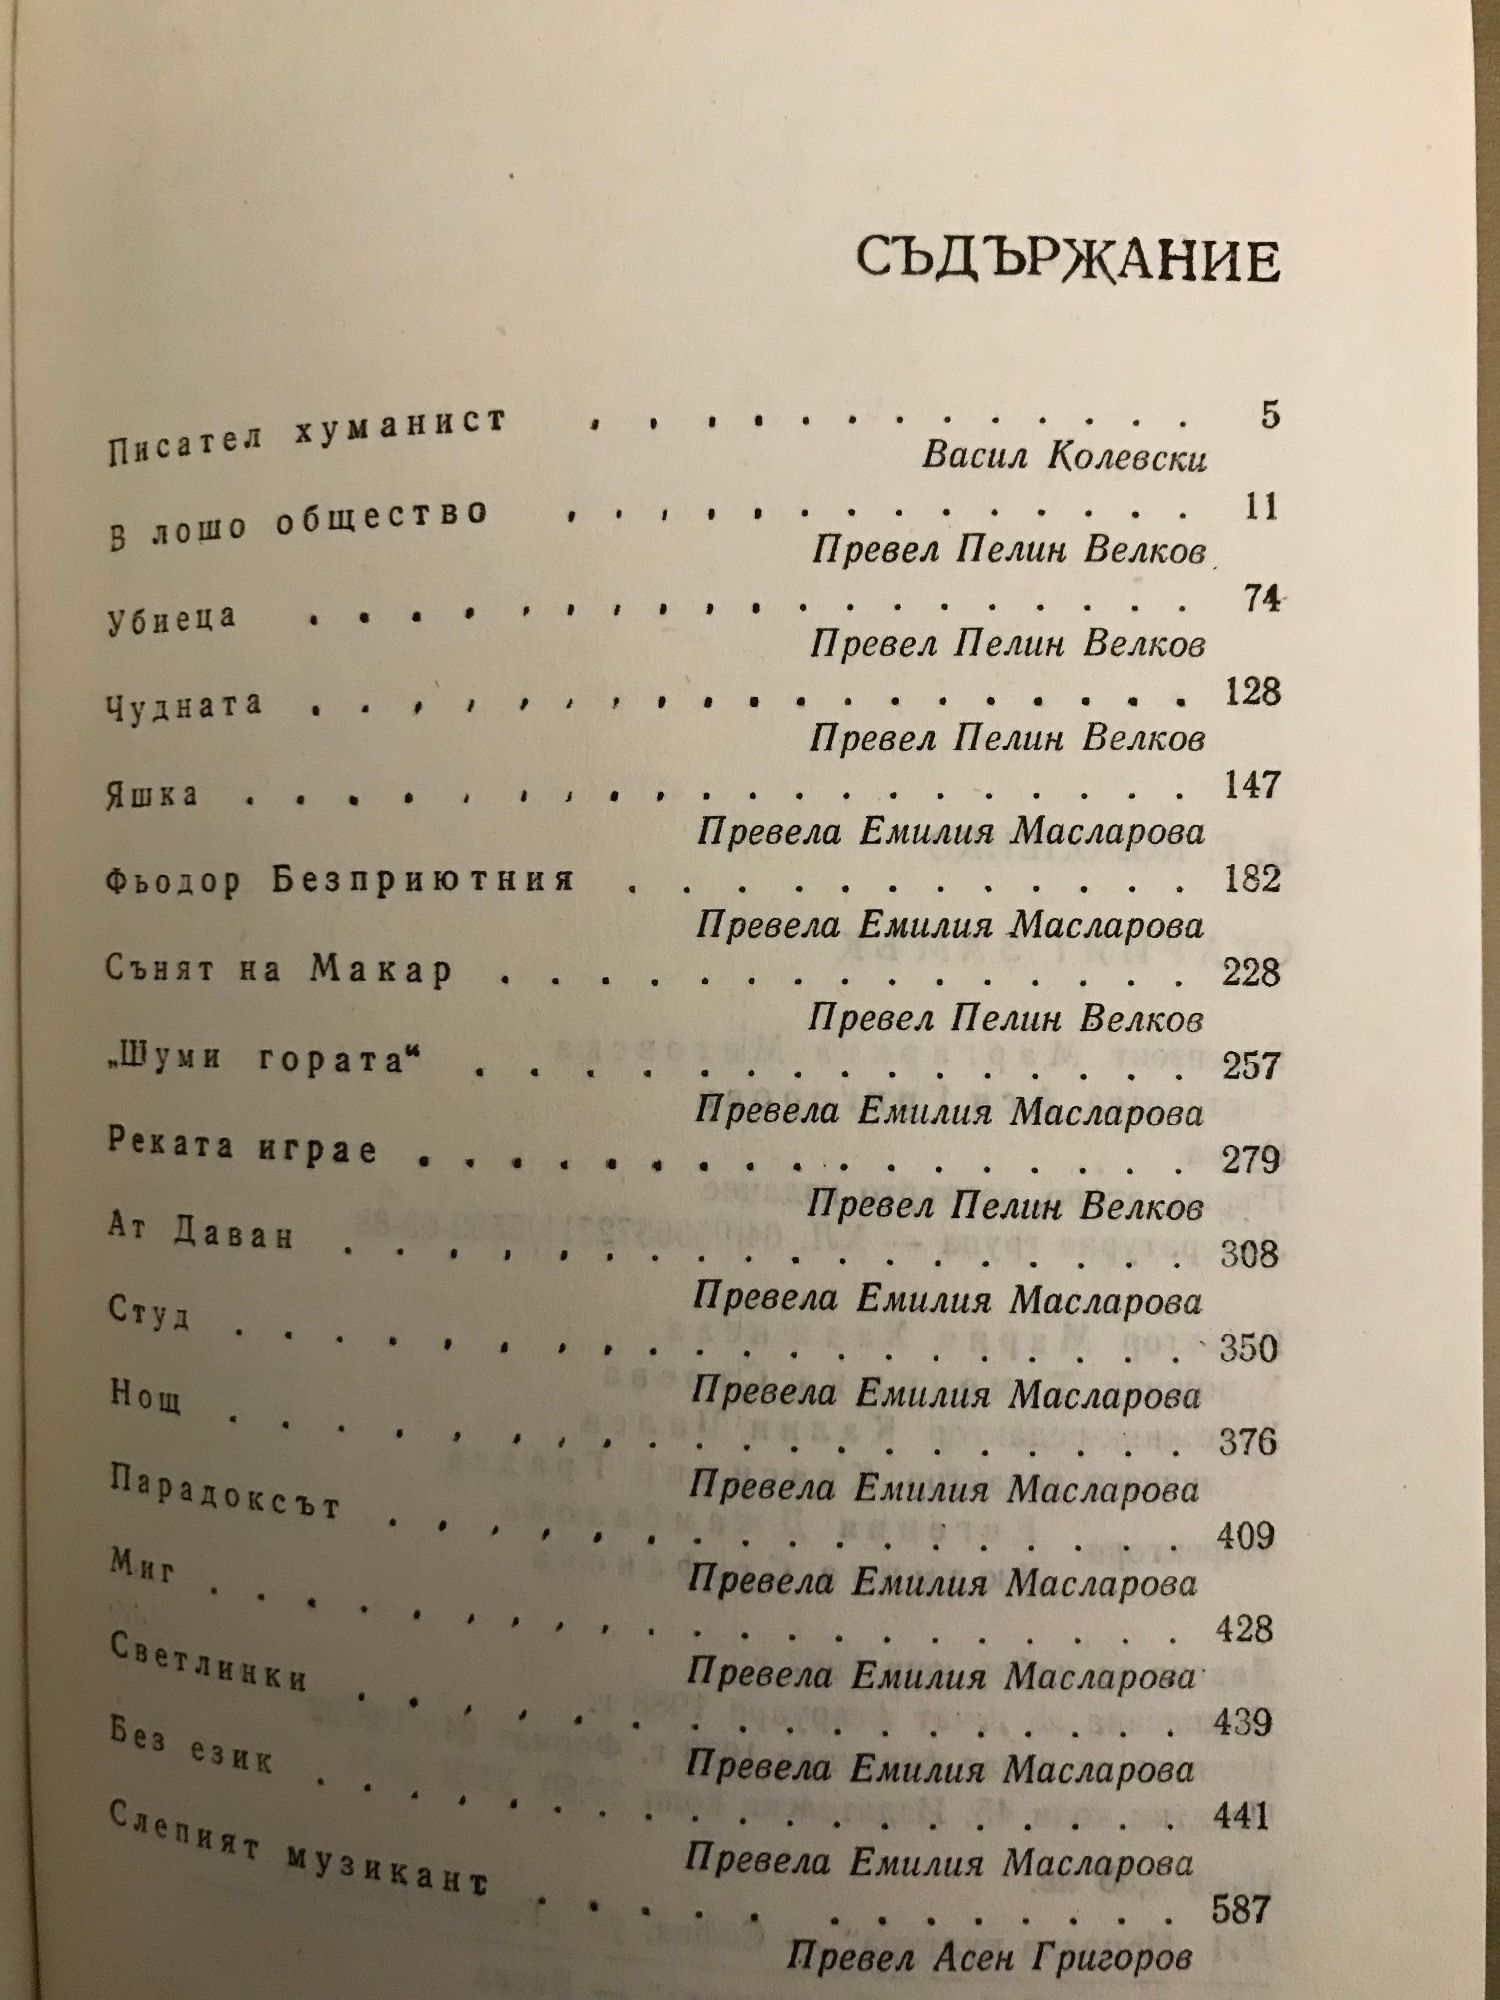 СЪДЪРЖАНИЕ
Писател хуманист . . . . . . . . . . . . 5
Васил Колевски
В лошо общество . . . . . . . . . . . . . 11
Превел Пелин Велков
Убиеца . . . . . . . . . . . . . . . . . . 74
Превел Пелин Велков
Чудната . . . . . . . . . . . . . . . . . . 128
Превел Пелин Велков
Яшка . . . . . . . . . . . . . . . . . . . 147
Превела Емилия Масларова
Фьодор Безприютния . . . . . . . . . . . 182
Превела Емилия Масларова
Сънят на Макар . . . . . . . . . . . . . . 228
Превел Пелин Велков
„Шуми гората“ . . . . . . . . . . . . . . 257
Превела Емилия Масларова
Реката играе . . . . . . . . . . . . . . . . 279
Превел Пелин Велков
Ат Даван . . . . . . . . . . . . . . . . . 308
Превела Емилия Масларова
Студ . . . . . . . . . . . . . . . . . . . 350
Превела Емилия Масларова
Нощ . . . . . . . . . . . . . . . . . . . 376
Превела Емилия Масларова
Парадоксът . . . . . . . . . . . . . . . . 409
Превела Емилия Масларова
Миг . . . . . . . . . . . . . . . . . . . . 428
Превела Емилия Масларова
Светлинки . . . . . . . . . . . . . . . . . 439
Превела Емилия Масларова
Без език . . . . . . . . . . . . . . . . . . 441
Превела Емилия Масларова
Слепият музикант . . . . . . . . . . . . . 587
Превел Асен Григоров